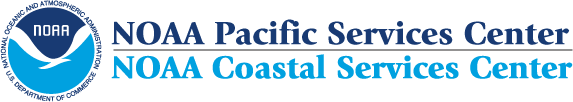 NATIONAL OCEANIC AND ATMOSPHERIC ADMINISTRATION
NOAA
U.S. DEPARTMENT OF COMMERCE
NOAA Pacific Services Center
NOAA Coastal Services Center